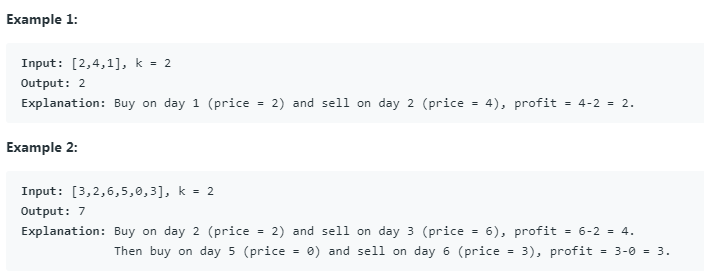 Example 1:
Input: [2,4,1], k = 2
Output: 2
Explanation: Buy on day 1 (price = 2) and sell on day 2 (price = 4), profit = 4-2 = 2.
Example 2:
Input: [3,2,6,5,0,3], k = 2
Output: 7
Explanation: Buy on day 2 (price = 2) and sell on day 3 (price = 6), profit = 6-2 = 4.
Then buy on day 5 (price = 0) and sell on day 6 (price = 3), profit = 3-0 = 3.